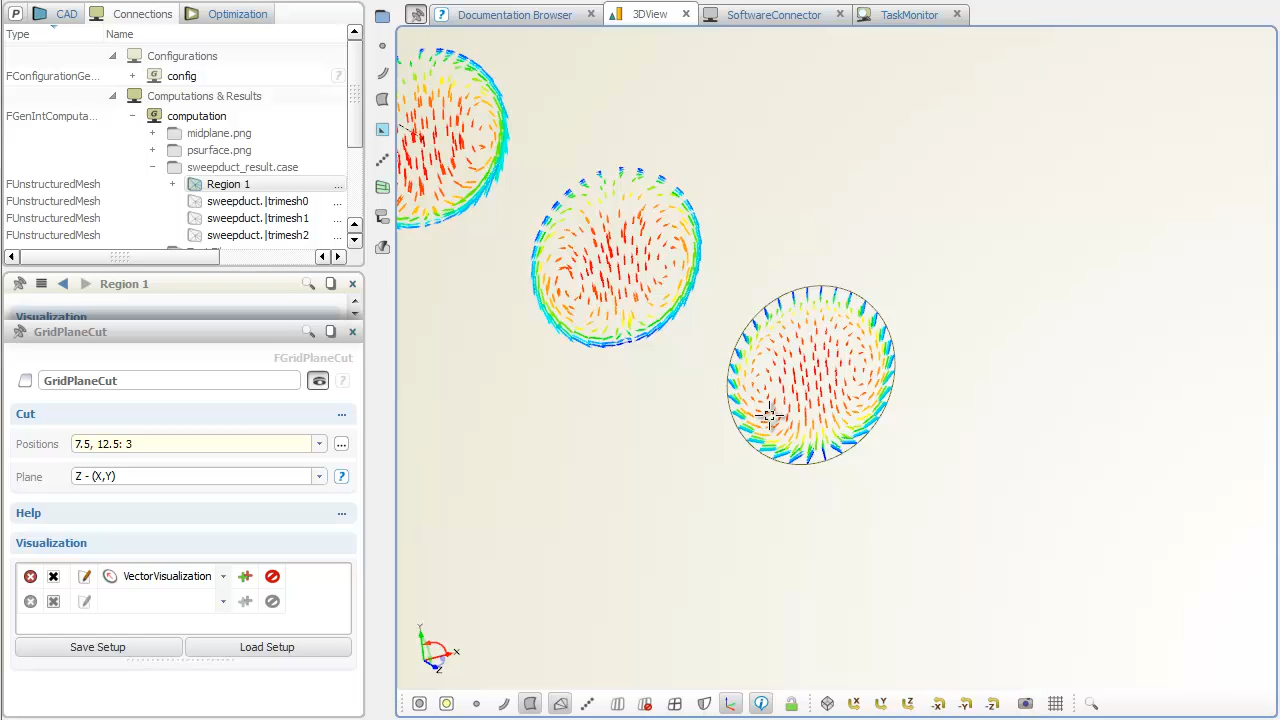 CAD
Connections
Optimization
Documentation Browser
3DView
SoftwareConnector
TaskMonitor
Type
Name
Configurations
FConfigurationGe...
config
Computations & Results
FGenIntComputa...
computation
midplane.png
psurface.png
sweepduct_result.case
FUnstructuredMesh
Region 1
...
FUnstructuredMesh
sweepduct. |trimesh0
...
FUnstructuredMesh
sweepduct. |trimesh1
...
FUnstructuredMesh
sweepduct. |trimesh2
...
Region 1
Visualization
GridPlaneCut
FGridPlaneCut
GridPlaneCut
Cut
...
Positions
7.5, 12.5: 3
...
Plane
Z - (X,Y)
?
Help
...
Visualization
VectorVisualization
Save Setup
Load Setup
Y
X
Z
X
Y
Z
-X
-Y
-Z